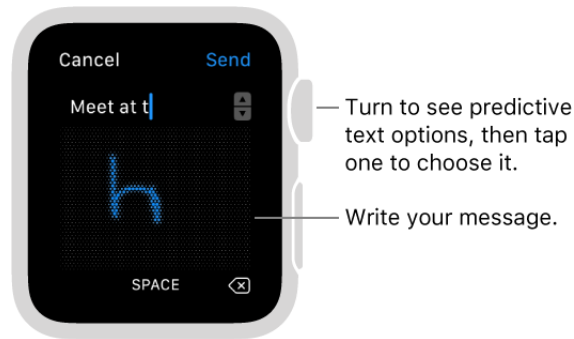 Cancel Send
Meet at t
h
SPACE
Turn to see predictive
text options, then tap
one to choose it.
Write your message.